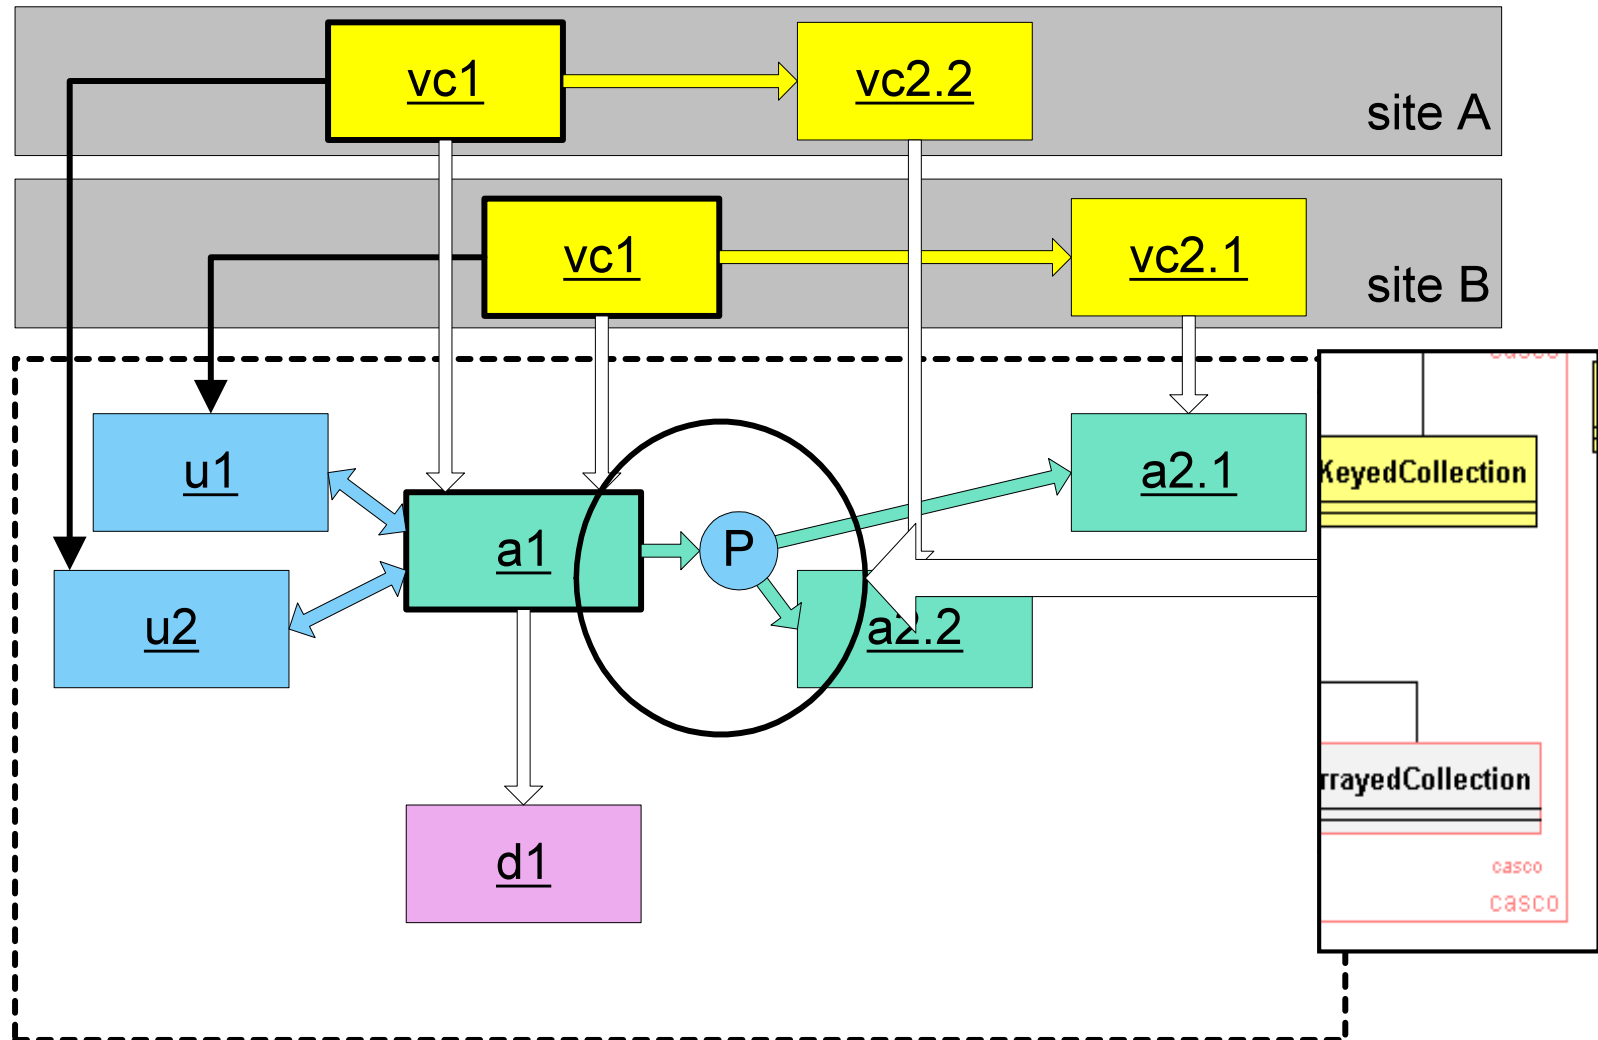 vc1
vc2.2
site A
vc1
vc2.1
site B
u1
a2.1
KeyedCollection
a1
P
u2
a2.2
rrayedCollection
d1
casco
casco